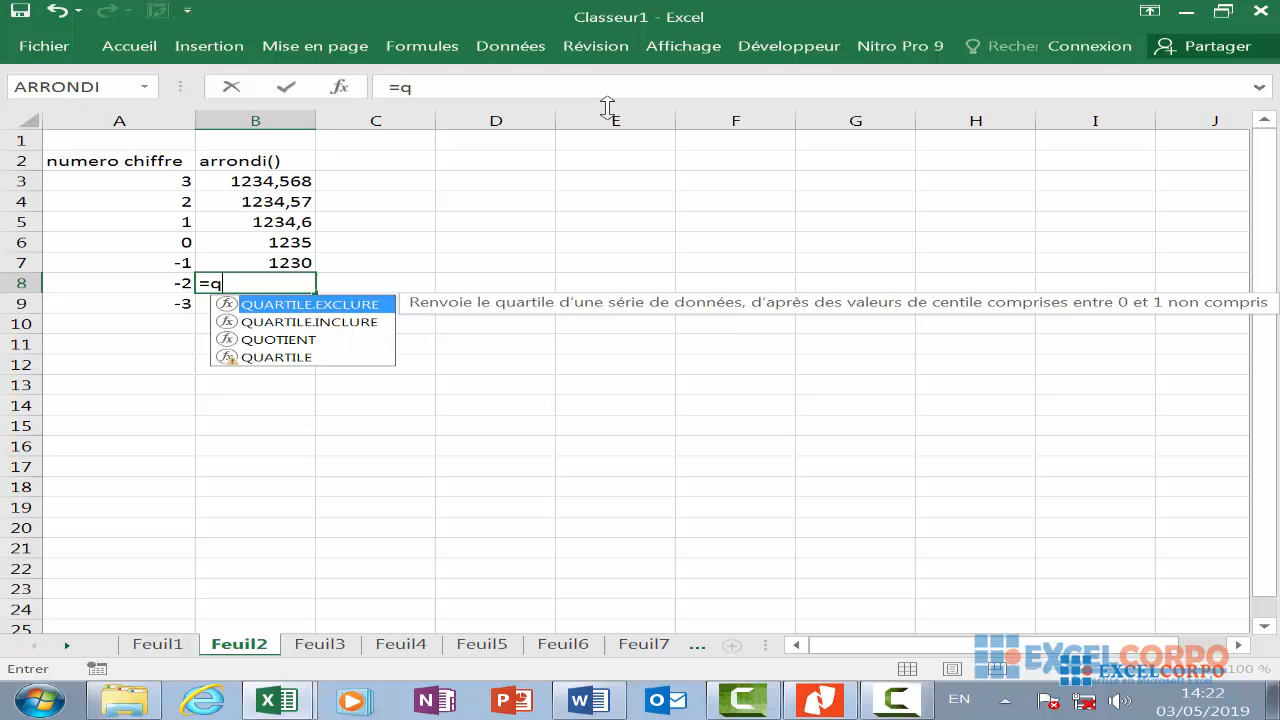 Classeur1 - Excel
Fichier Accueil Insertion Mise en page Formules Données Révision Affichage Développeur Nitro Pro 9 Recher Connexion Partager
ARRONDI fx =q
A B C D E F G H I J
1
2 numero chiffre arrondi()
3 3 1234,568
4 2 1234,57
5 1 1234,6
6 0 1235
7 -1 1230
8 -2 =q
9 -3
QUARTILE.EXCLURE Renvoie le quartile d'une série de données, d'après des valeurs de centile comprises entre 0 et 1 non compris
QUARTILE.INCLURE
QUOTIENT
QUARTILE
10
11
12
13
14
15
16
17
18
19
20
21
22
23
24
25
Feuil1 Feuil2 Feuil3 Feuil4 Feuil5 Feuil6 Feuil7 ...
Entrer 100 %
EXCELCORPO
EXCELCORPO
EN 14:22
03/05/2019